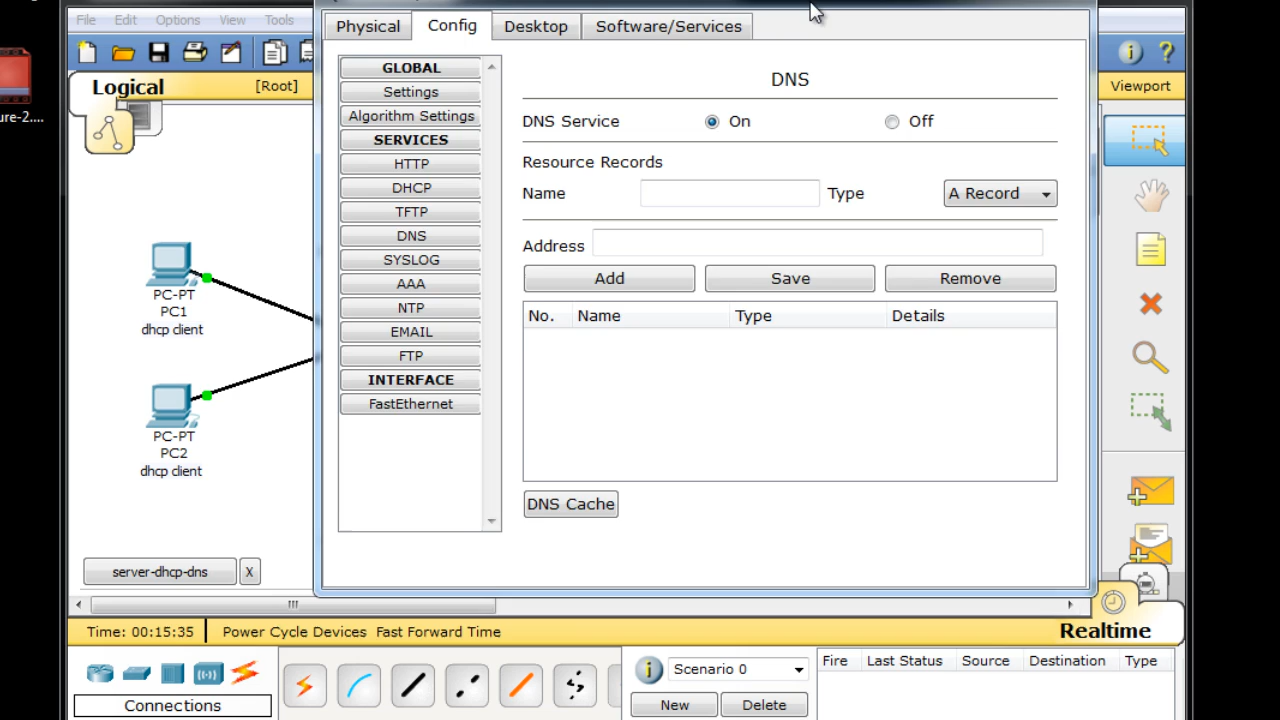 File Edit Options View Tools
Physical Config Desktop Software/Services
Logical [Root]
Viewport
ure-2....
GLOBAL
Settings
Algorithm Settings
SERVICES
HTTP
DHCP
TFTP
DNS
SYSLOG
AAA
NTP
EMAIL
FTP
INTERFACE
FastEthernet
DNS
DNS Service On Off
Resource Records
Name Type A Record
Address
Add Save Remove
No. Name Type Details
DNS Cache
PC-PT
PC1
dhcp client
PC-PT
PC2
dhcp client
server-dhcp-dns X
Time: 00:15:35 Power Cycle Devices Fast Forward Time
Realtime
Connections
Scenario 0
New Delete
Fire Last Status Source Destination Type